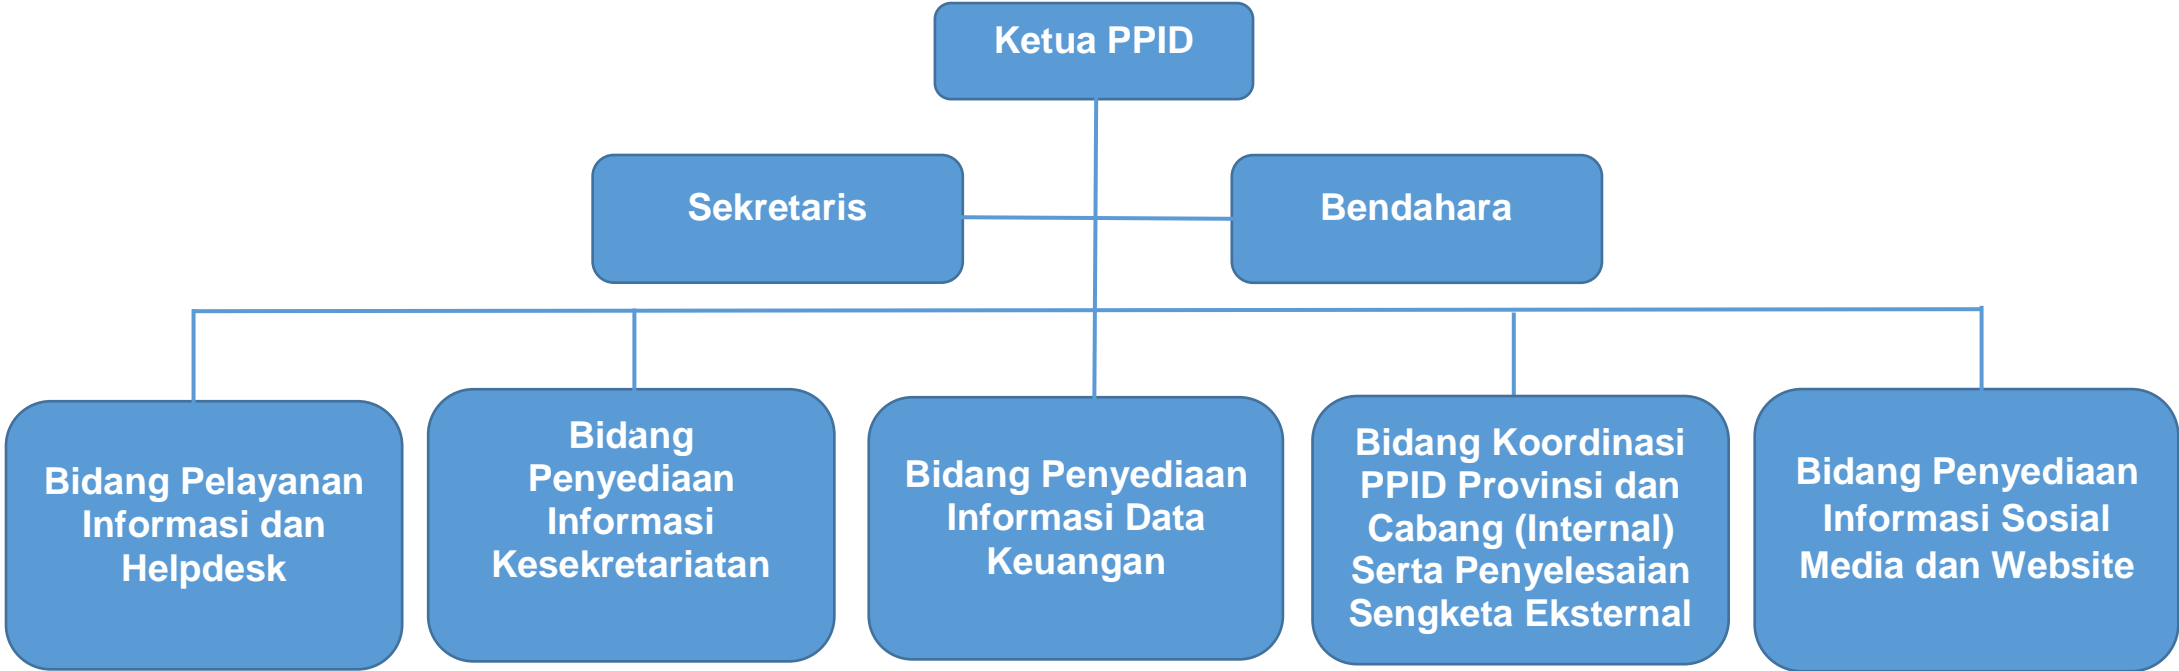 Ketua PPID
Sekretaris
Bendahara
Bidang Pelayanan
Informasi dan
Helpdesk
Bidang
Penyediaan
Informasi
Kesekretariatan
Bidang Penyediaan
Informasi Data
Keuangan
Bidang Koordinasi
PPID Provinsi dan
Cabang (Internal)
Serta Penyelesaian
Sengketa Eksternal
Bidang Penyediaan
Informasi Sosial
Media dan Website